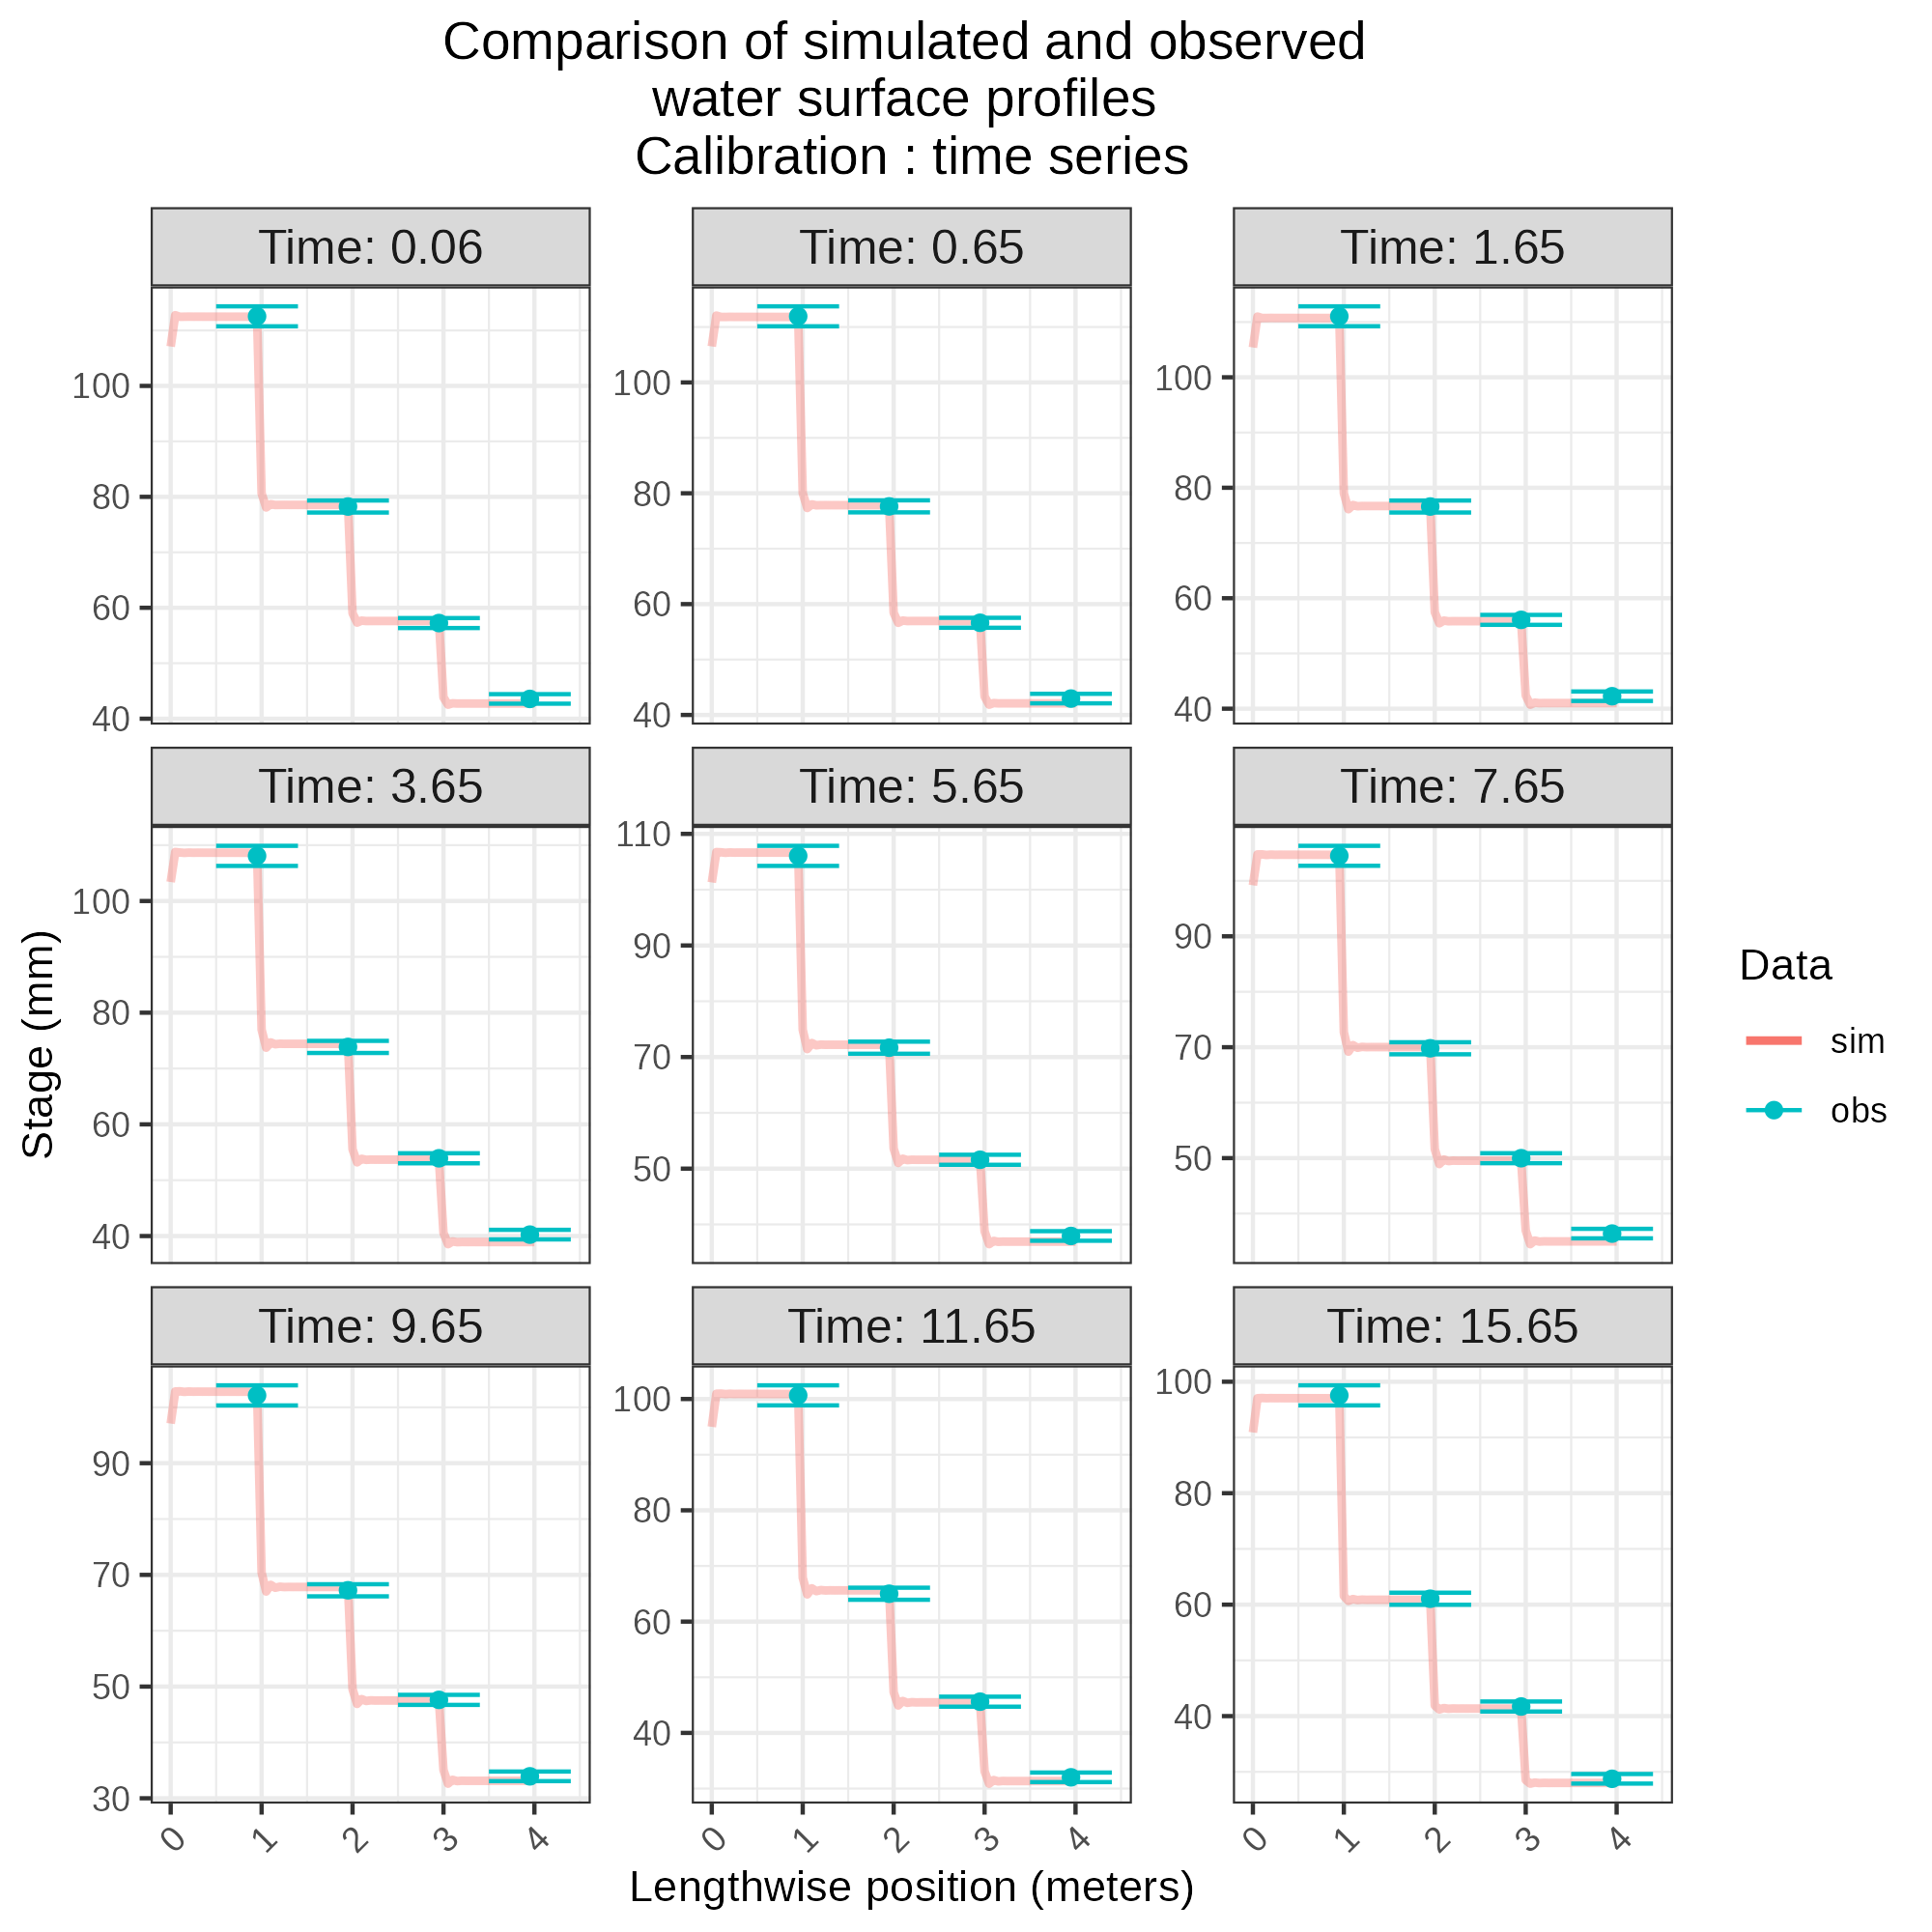 Comparison of simulated and observed
water surface profiles
Calibration : time series
Time: 0.06
Time: 0.65
Time: 1.65
100
80
60
40
100
80
60
40
100
80
60
40
Time: 3.65
Time: 5.65
Time: 7.65
100
80
60
40
110
90
70
50
90
70
50
Time: 9.65
Time: 11.65
Time: 15.65
90
70
50
30
100
80
60
40
100
80
60
40
0 1 2 3 4
0 1 2 3 4
0 1 2 3 4
Stage (mm)
Lengthwise position (meters)
Data
sim
obs